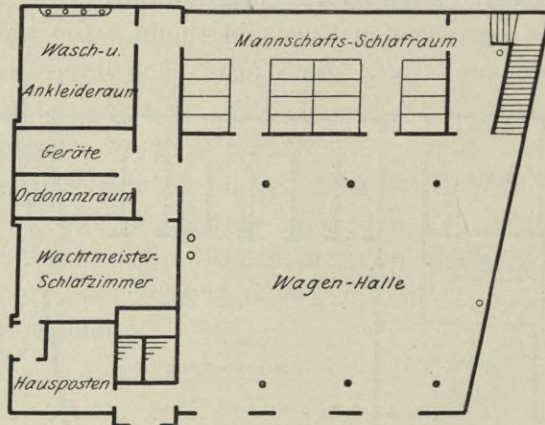 Wasch-u.
Ankleideraum
Mannschafts-Schlafraum
Geräte
Ordonanzraum
Wachtmeister-
Schlafzimmer
Wagen-Halle
Hausposten